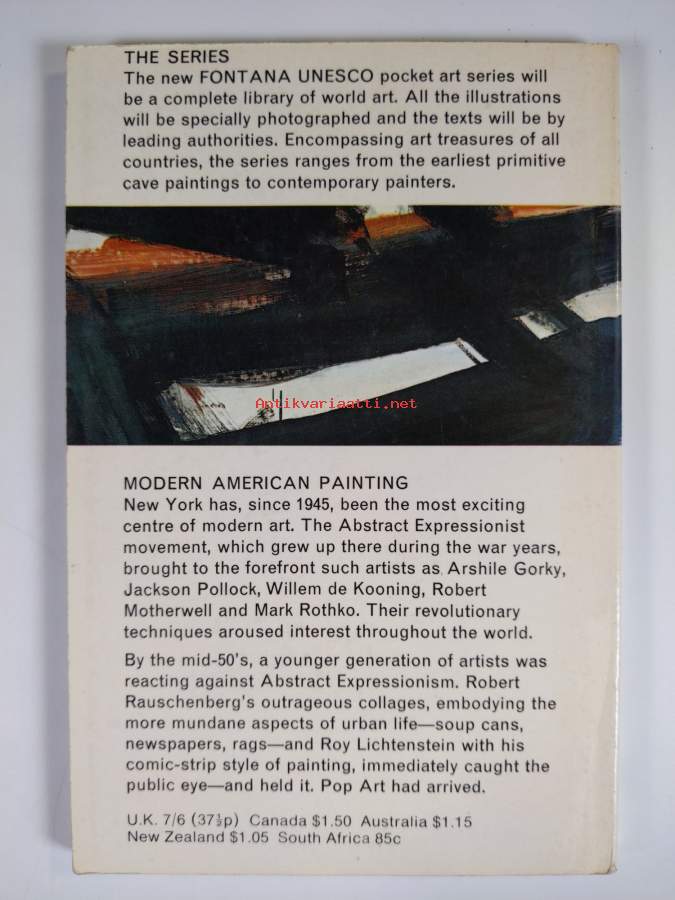 THE SERIES
The new FONTANA UNESCO pocket art series will
be a complete library of world art. All the illustrations
will be specially photographed and the texts will be by
leading authorities. Encompassing art treasures of all
countries, the series ranges from the earliest primitive
cave paintings to contemporary painters.
Antikvariaatti.net
MODERN AMERICAN PAINTING
New York has, since 1945, been the most exciting
centre of modern art. The Abstract Expressionist
movement, which grew up there during the war years,
brought to the forefront such artists as Arshile Gorky,
Jackson Pollock, Willem de Kooning, Robert
Motherwell and Mark Rothko. Their revolutionary
techniques aroused interest throughout the world.
By the mid-50's, a younger generation of artists was
reacting against Abstract Expressionism. Robert
Rauschenberg's outrageous collages, embodying the
more mundane aspects of urban life—soup cans,
newspapers, rags—and Roy Lichtenstein with his
comic-strip style of painting, immediately caught the
public eye—and held it. Pop Art had arrived.
U.K. 7/6 (37½p) Canada $1.50 Australia $1.15
New Zealand $1.05 South Africa 85c